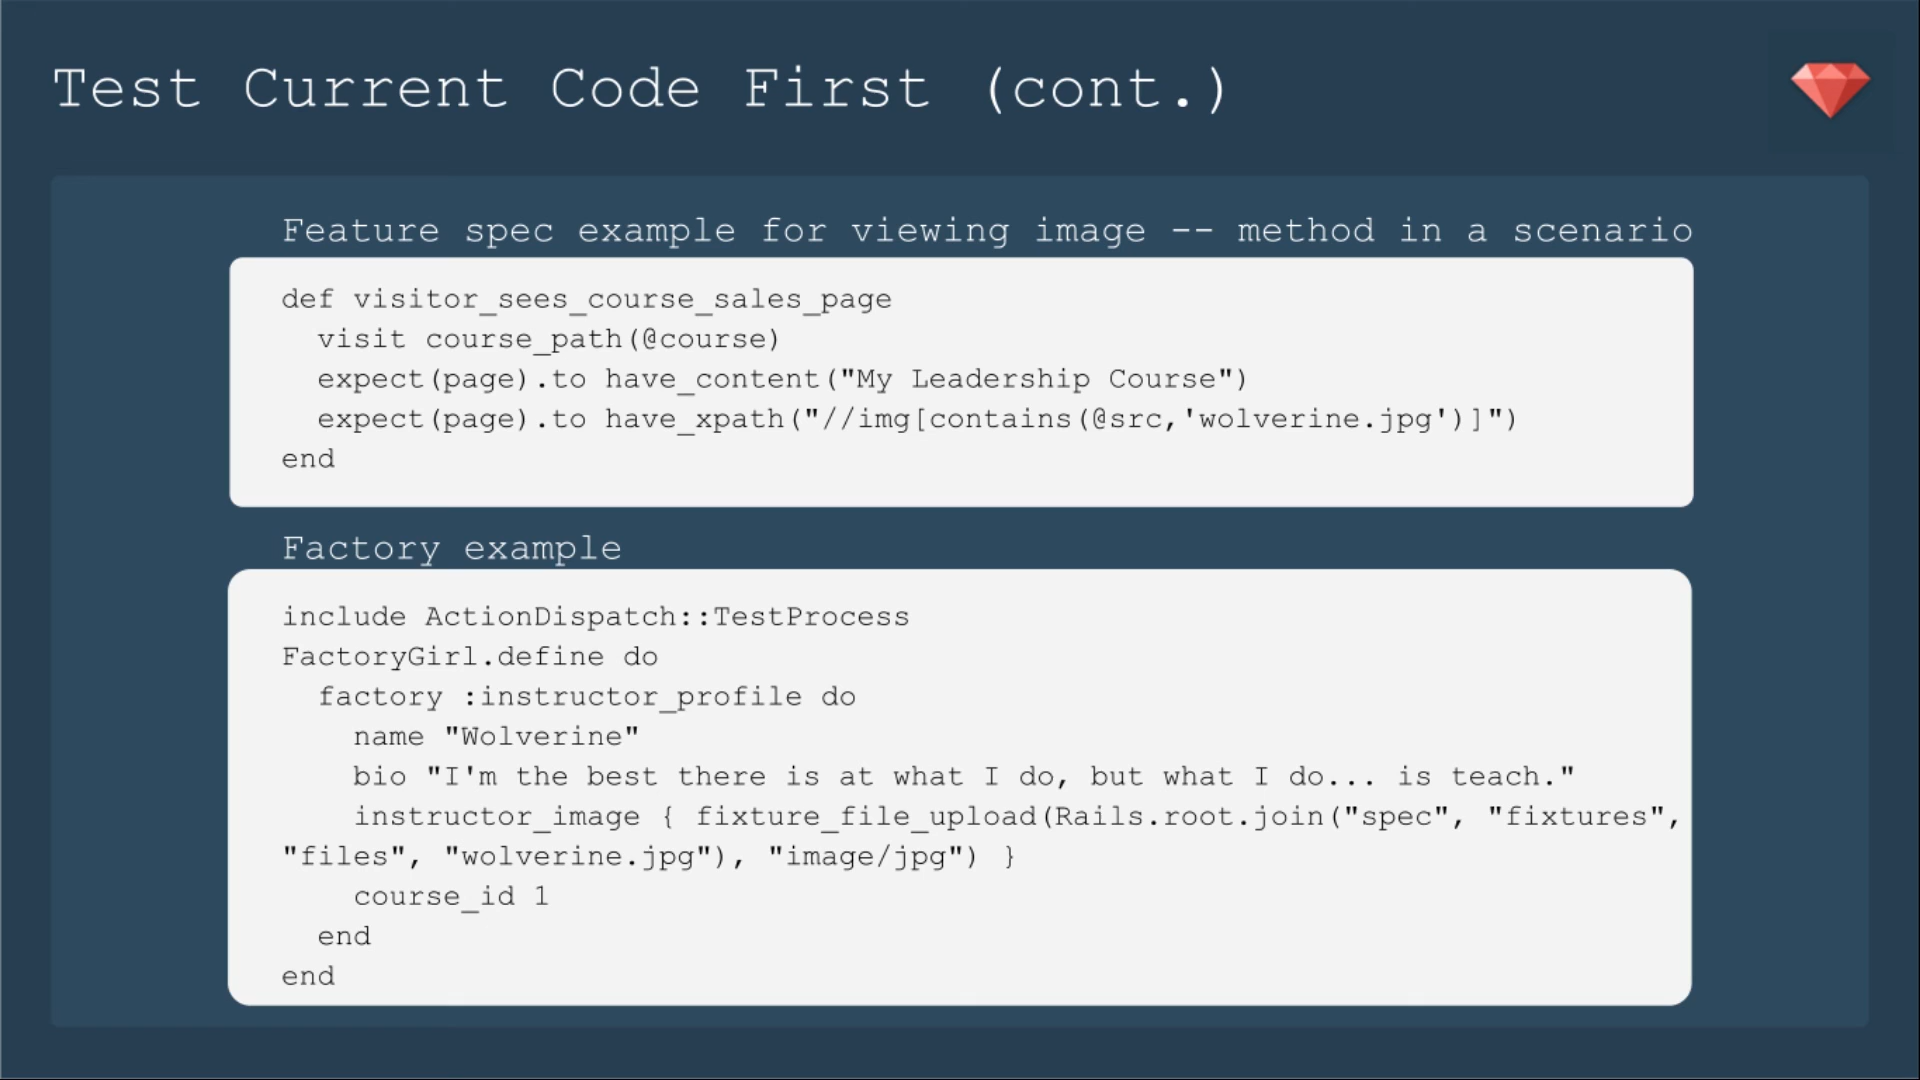 Test Current Code First (cont.)
Feature spec example for viewing image -- method in a scenario
def visitor_sees_course_sales_page
  visit course_path(@course)
  expect(page).to have_content("My Leadership Course")
  expect(page).to have_xpath("//img[contains(@src,'wolverine.jpg')]")
end
Factory example
include ActionDispatch::TestProcess
FactoryGirl.define do
  factory :instructor_profile do
    name "Wolverine"
    bio "I'm the best there is at what I do, but what I do... is teach."
    instructor_image { fixture_file_upload(Rails.root.join("spec", "fixtures",
"files", "wolverine.jpg"), "image/jpg") }
    course_id 1
  end
end